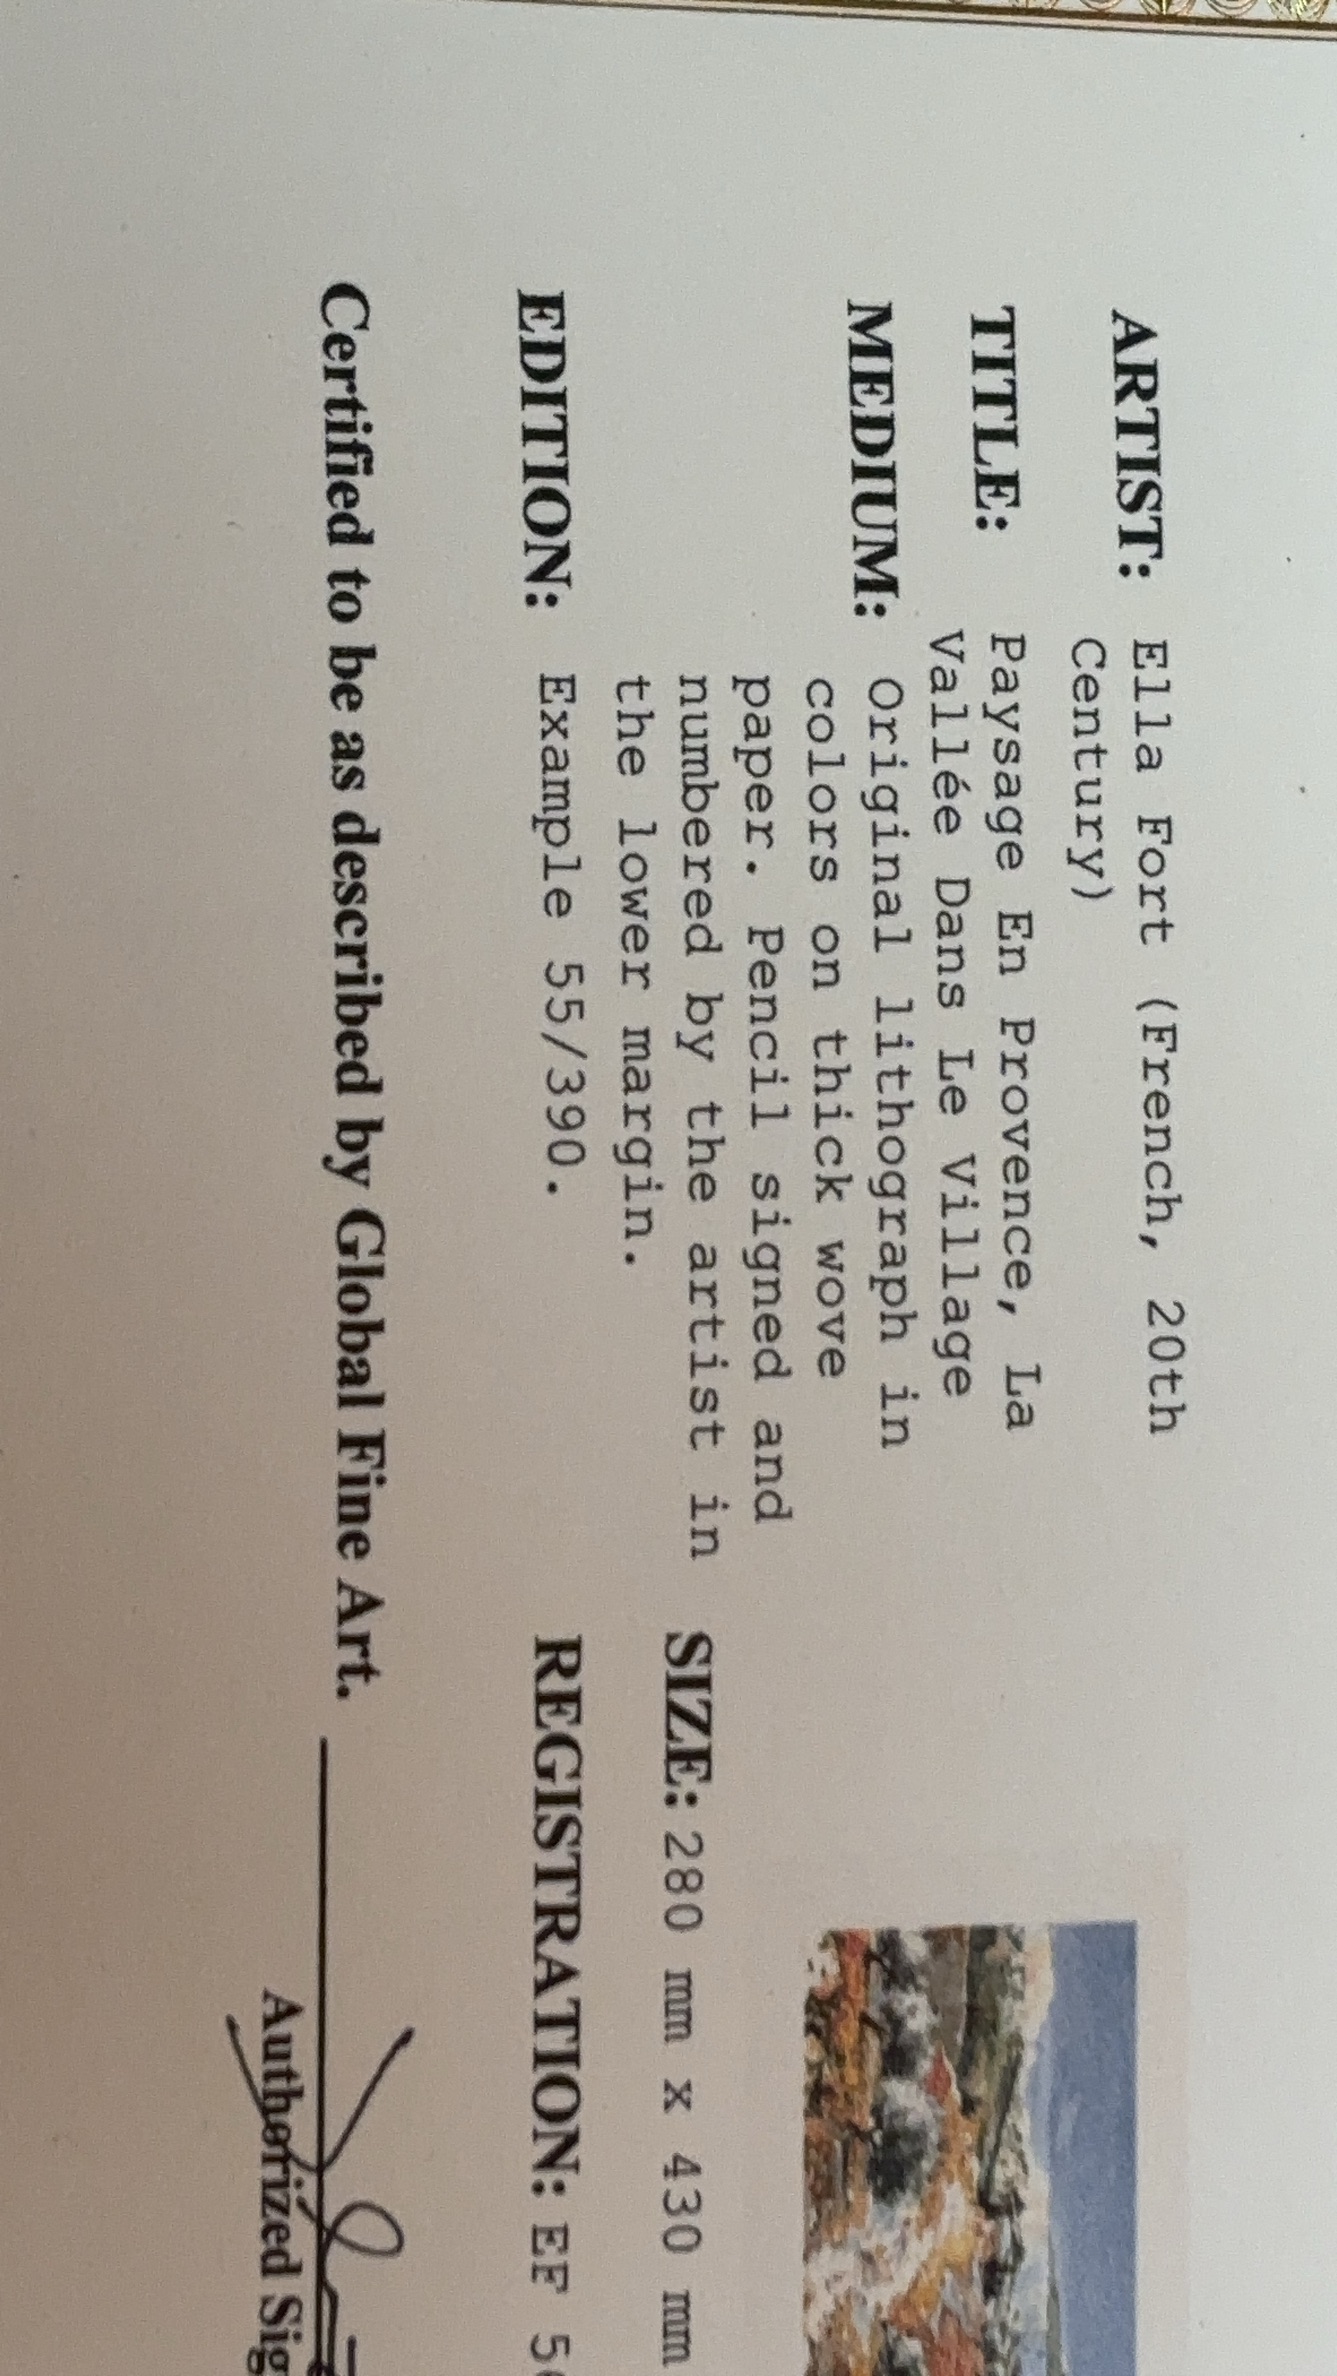 ARTIST: Ella Fort (French, 20th
Century)
TITLE: Paysage En Provence, La
Vallée Dans Le Village
MEDIUM: Original lithograph in
colors on thick wove
paper. Pencil signed and
numbered by the artist in
the lower margin.
SIZE: 280 mm x 430 mm
EDITION: Example 55/390.
REGISTRATION: EF
Certified to be as described by Global Fine Art.
Authorized